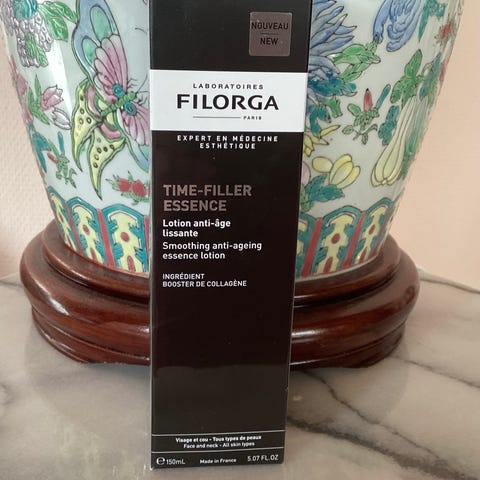 NOUVEAU
NEW
LABORATOIRES
FILORGA
PARIS
EXPERT EN MÉDECINE
ESTHÉTIQUE
TIME-FILLER
ESSENCE
Lotion anti-âge
lissante
Smoothing anti-ageing
essence lotion
INGRÉDIENT
BOOSTER DE COLLAGÈNE
Visage et cou - Tous types de peaux
Face and neck - All skin types
℮ 150mL Made in France 5.07 FL.OZ